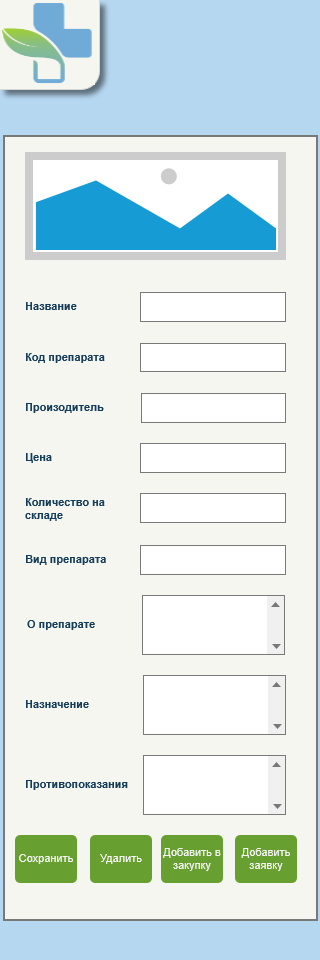 Название
Код препарата
Произодитель
Цена
Количество на
складе
Вид препарата
О препарате
Назначение
Противопоказания
Сохранить
Удалить
Добавить в
закупку
Добавить
заявку